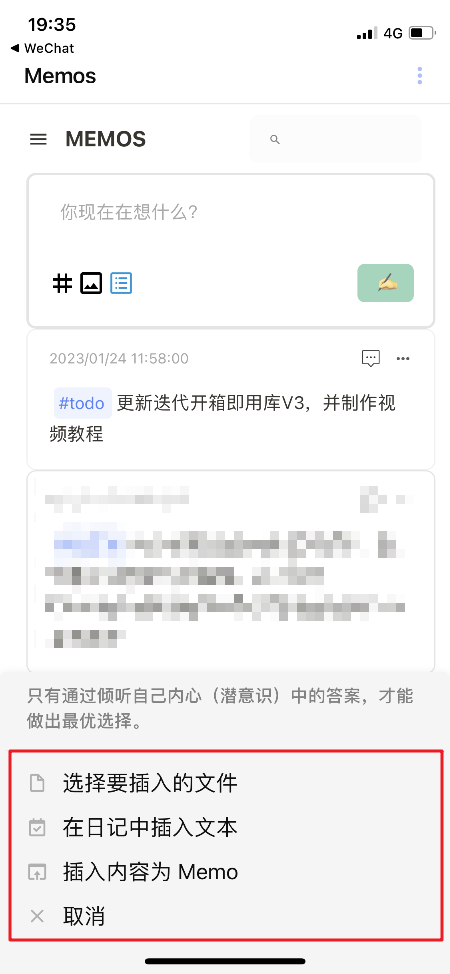 19:35
4G
WeChat
Memos
MEMOS
你现在在想什么?
2023/01/24 11:58:00
#todo 更新迭代开箱即用库V3，并制作视
频教程
只有通过倾听自己内心（潜意识）中的答案，才能
做出最优选择。
选择要插入的文件
在日记中插入文本
插入内容为 Memo
取消